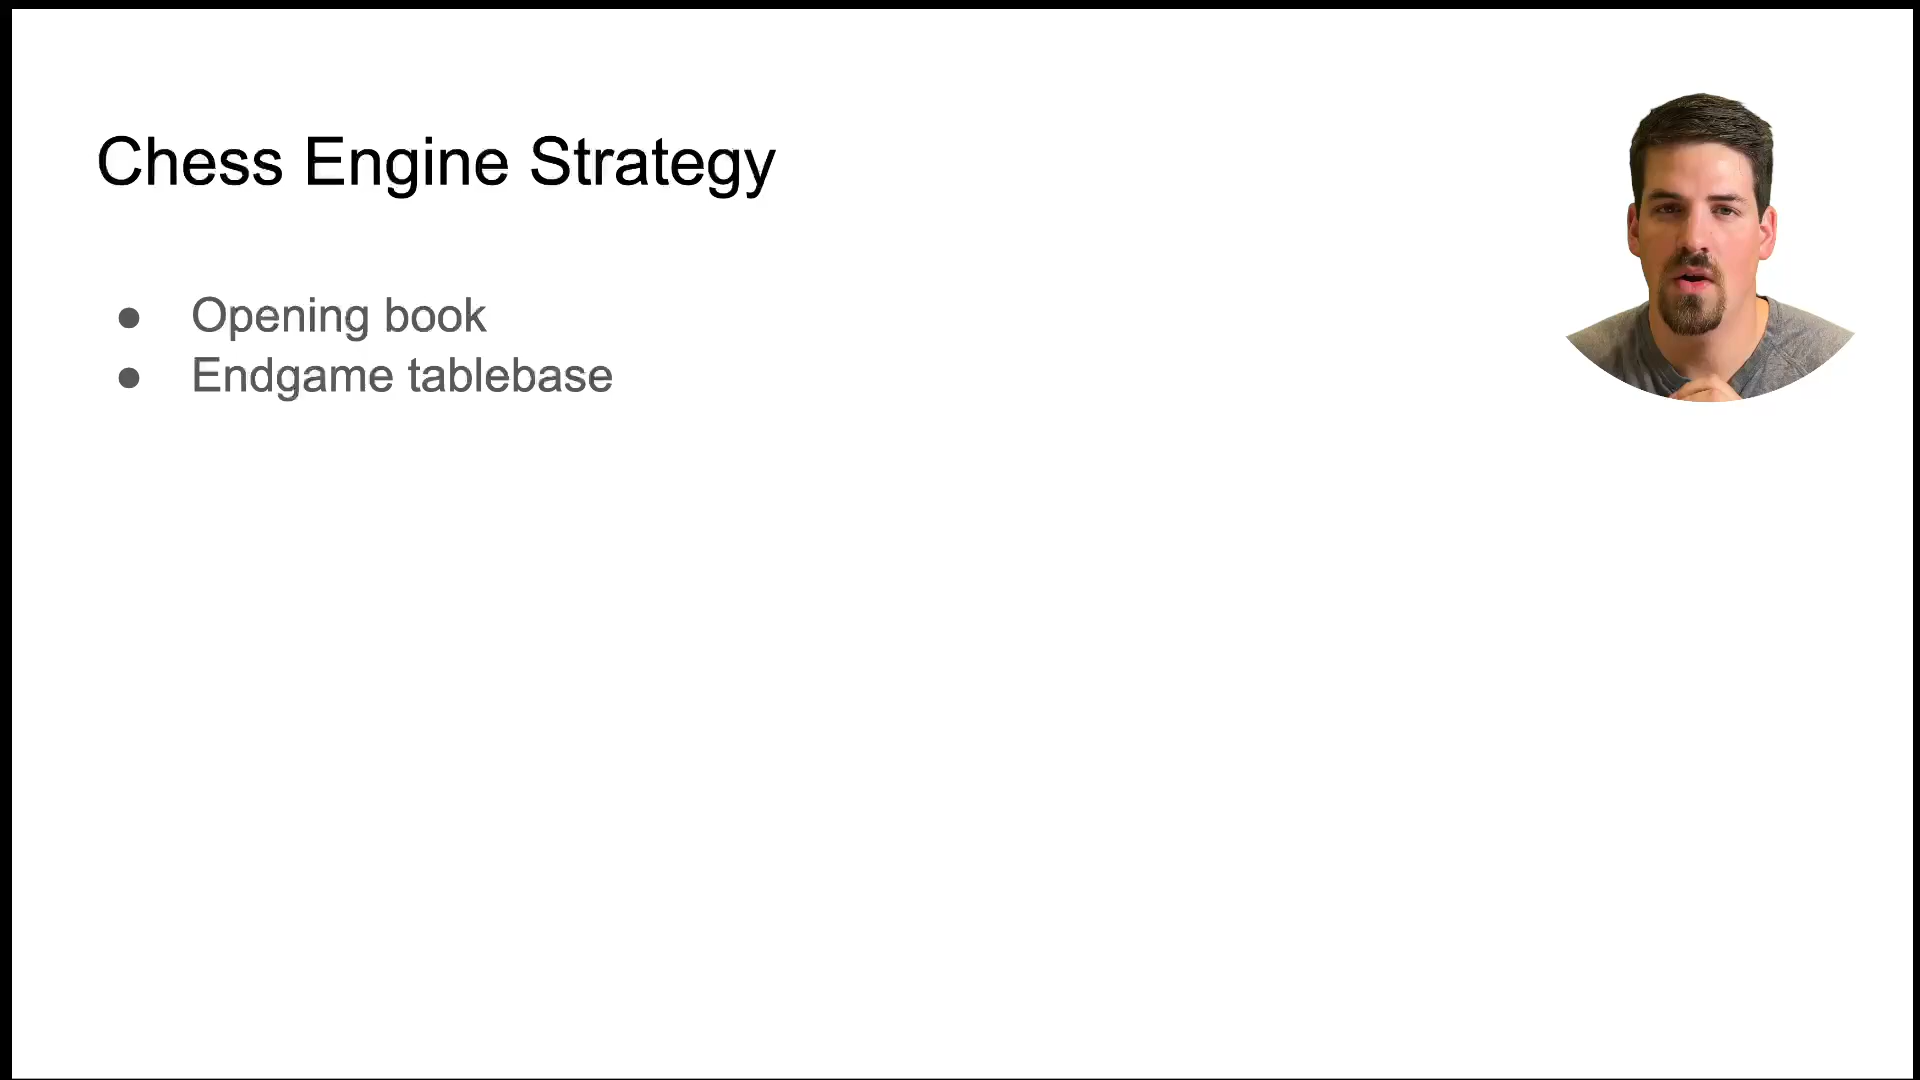 Chess Engine Strategy
● Opening book
● Endgame tablebase